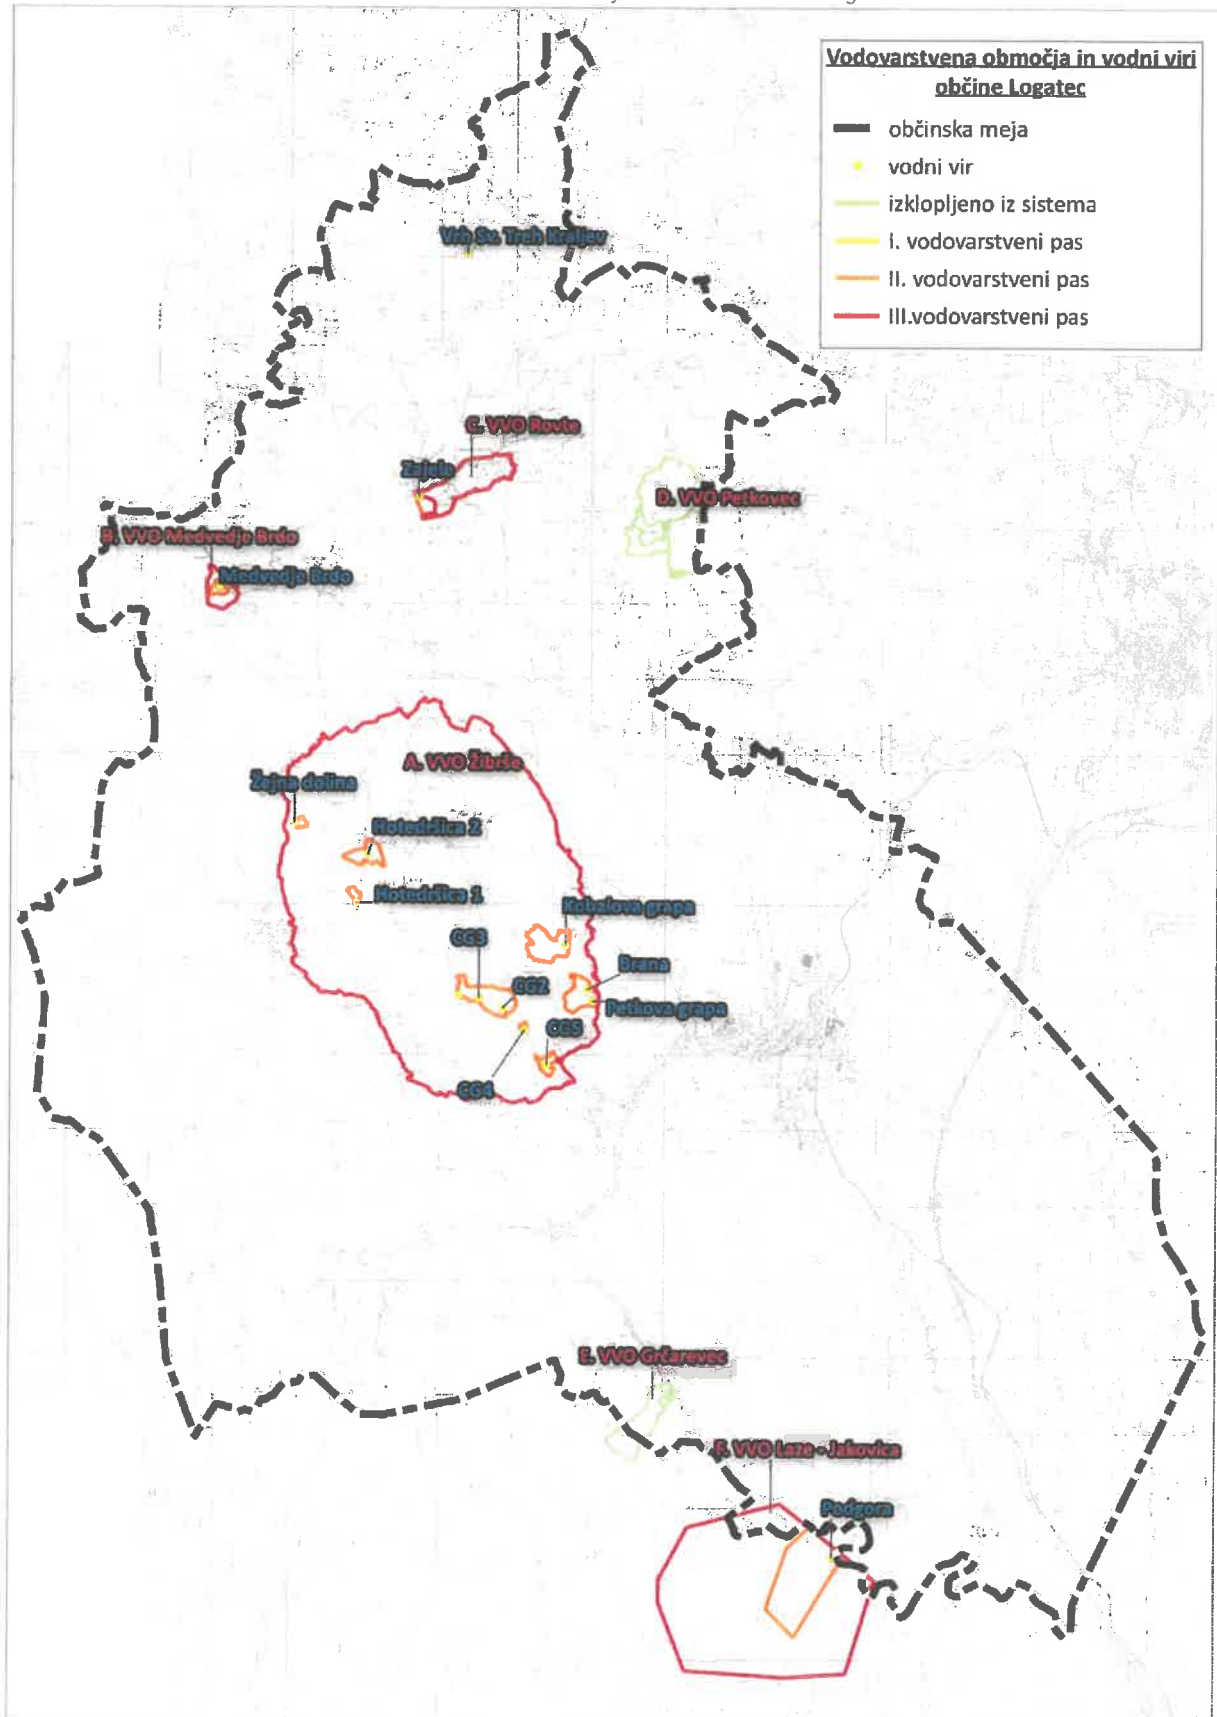 Vodovarstvena območja in vodni viri
občine Logatec
občinska meja
vodni vir
izklopljeno iz sistema
I. vodovarstveni pas
II. vodovarstveni pas
III.vodovarstveni pas
Vrh Sv. Treh Kraljev
C. VVO Rovte
Zajele
D. VVO Petkovec
B. VVO Medvedje Brdo
Medvedje Brdo
A. VVO Žibrše
Žejna dolina
Hotedršica 2
Hotedršica 1
Kobalova grapa
CG3
Brana
CG2
Petkova grapa
CG5
CG4
E. VVO Grčarevec
F. VVO Laze - Jakovica
Podgora